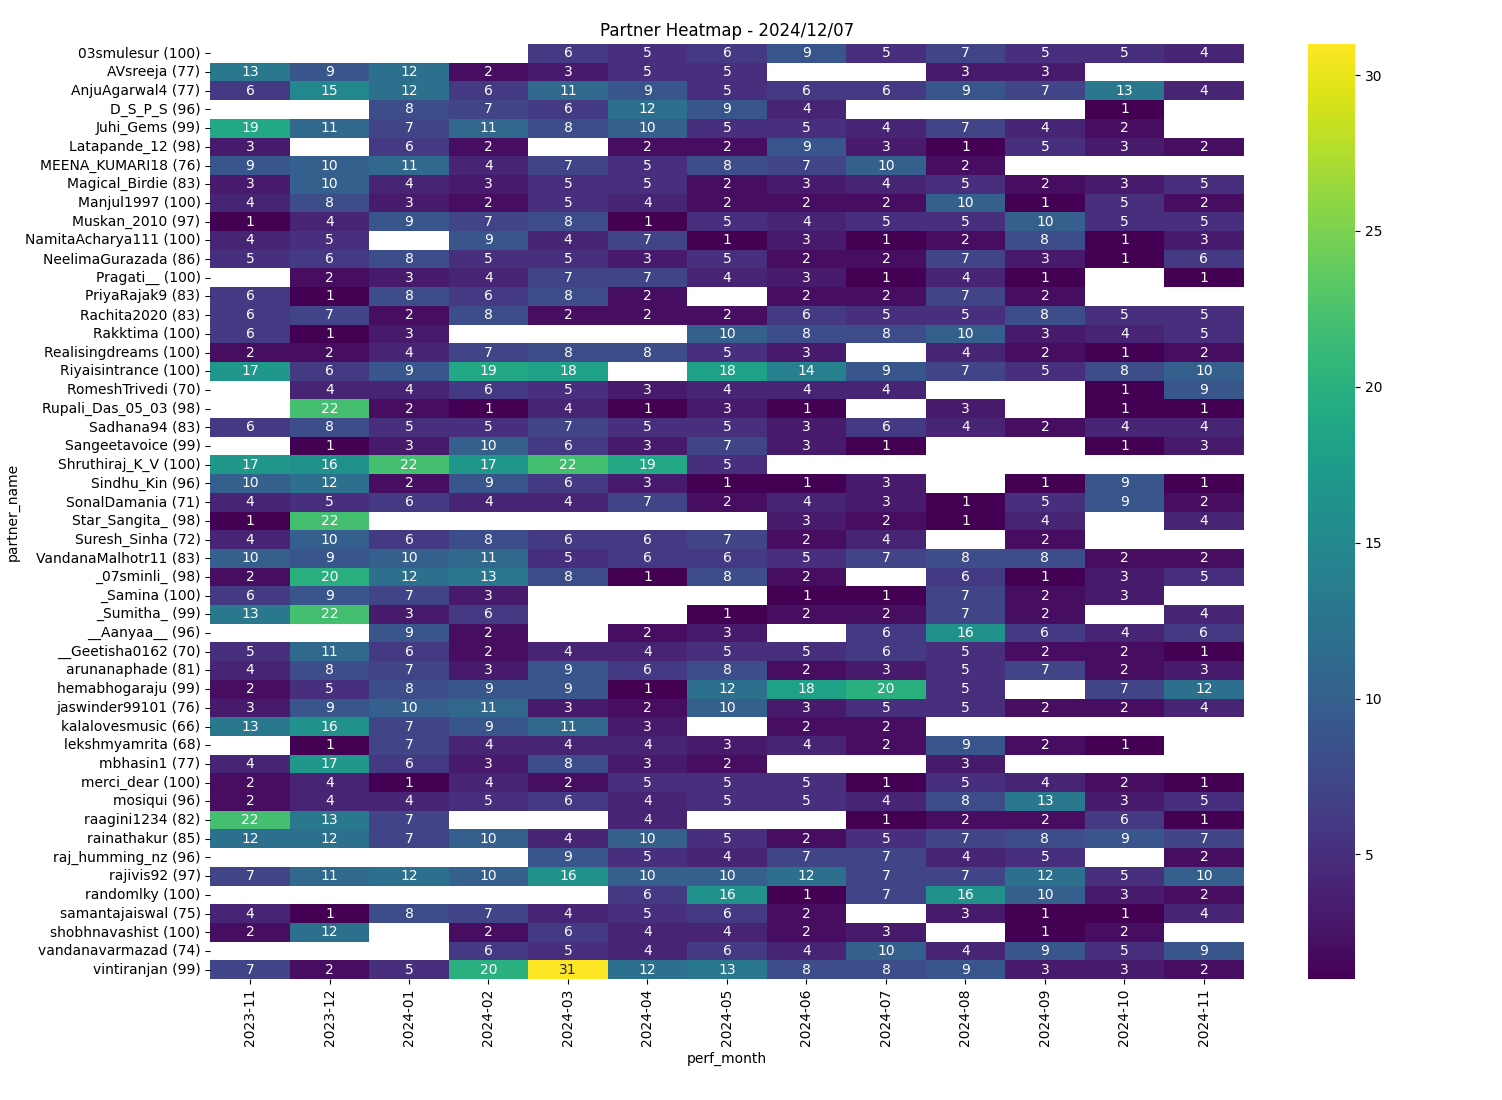 Partner Heatmap - 2024/12/07
03smulesur (100) 6 5 6 9 5 7 5 5 4
AVsreeja (77) 13 9 12 2 3 5 5 3 3
AnjuAgarwal4 (77) 6 15 12 6 11 9 5 6 6 9 7 13 4
D_S_P_S (96) 8 7 6 12 9 4 1
Juhi_Gems (99) 19 11 7 11 8 10 5 5 4 7 4 2
Latapande_12 (98) 3 6 2 2 2 9 3 1 5 3 2
MEENA_KUMARI18 (76) 9 10 11 4 7 5 8 7 10 2
Magical_Birdie (83) 3 10 4 3 5 5 2 3 4 5 2 3 5
Manjul1997 (100) 4 8 3 2 5 4 2 2 2 10 1 5 2
Muskan_2010 (97) 1 4 9 7 8 1 5 4 5 5 10 5 5
NamitaAcharya111 (100) 4 5 9 4 7 1 3 1 2 8 1 3
NeelimaGurazada (86) 5 6 8 5 5 3 5 2 2 7 3 1 6
Pragati__ (100) 2 3 4 7 7 4 3 1 4 1 1
PriyaRajak9 (83) 6 1 8 6 8 2 2 2 7 2
Rachita2020 (83) 6 7 2 8 2 2 2 6 5 5 8 5 5
Rakktima (100) 6 1 3 10 8 8 10 3 4 5
Realisingdreams (100) 2 2 4 7 8 8 5 3 4 2 1 2
Riyaisintrance (100) 17 6 9 19 18 18 14 9 7 5 8 10
RomeshTrivedi (70) 4 4 6 5 3 4 4 4 1 9
Rupali_Das_05_03 (98) 22 2 1 4 1 3 1 3 1 1
Sadhana94 (83) 6 8 5 5 7 5 5 3 6 4 2 4 4
Sangeetavoice (99) 1 3 10 6 3 7 3 1 1 3
Shruthiraj_K_V (100) 17 16 22 17 22 19 5
Sindhu_Kin (96) 10 12 2 9 6 3 1 1 3 1 9 1
SonalDamania (71) 4 5 6 4 4 7 2 4 3 1 5 9 2
Star_Sangita_ (98) 1 22 3 2 1 4 4
Suresh_Sinha (72) 4 10 6 8 6 6 7 2 4 2
VandanaMalhotr11 (83) 10 9 10 11 5 6 6 5 7 8 8 2 2
_07sminli_ (98) 2 20 12 13 8 1 8 2 6 1 3 5
_Samina (100) 6 9 7 3 1 1 7 2 3
_Sumitha_ (99) 13 22 3 6 1 2 2 7 2 4
__Aanyaa__ (96) 9 2 2 3 6 16 6 4 6
__Geetisha0162 (70) 5 11 6 2 4 4 5 5 6 5 2 2 1
arunanaphade (81) 4 8 7 3 9 6 8 2 3 5 7 2 3
hemabhogaraju (99) 2 5 8 9 9 1 12 18 20 5 7 12
jaswinder99101 (76) 3 9 10 11 3 2 10 3 5 5 2 2 4
kalalovesmusic (66) 13 16 7 9 11 3 2 2
lekshmyamrita (68) 1 7 4 4 4 3 4 2 9 2 1
mbhasin1 (77) 4 17 6 3 8 3 2 3
merci_dear (100) 2 4 1 4 2 5 5 5 1 5 4 2 1
mosiqui (96) 2 4 4 5 6 4 5 5 4 8 13 3 5
raagini1234 (82) 22 13 7 4 1 2 2 6 1
rainathakur (85) 12 12 7 10 4 10 5 2 5 7 8 9 7
raj_humming_nz (96) 9 5 4 7 7 4 5 2
rajivis92 (97) 7 11 12 10 16 10 10 12 7 7 12 5 10
randomlky (100) 6 16 1 7 16 10 3 2
samantajaiswal (75) 4 1 8 7 4 5 6 2 3 1 1 4
shobhnavashist (100) 2 12 2 6 4 4 2 3 1 2
vandanavarmazad (74) 6 5 4 6 4 10 4 9 5 9
vintiranjan (99) 7 2 5 20 31 12 13 8 8 9 3 3 2
2023-11 2023-12 2024-01 2024-02 2024-03 2024-04 2024-05 2024-06 2024-07 2024-08 2024-09 2024-10 2024-11
perf_month
partner_name
30
25
20
15
10
5